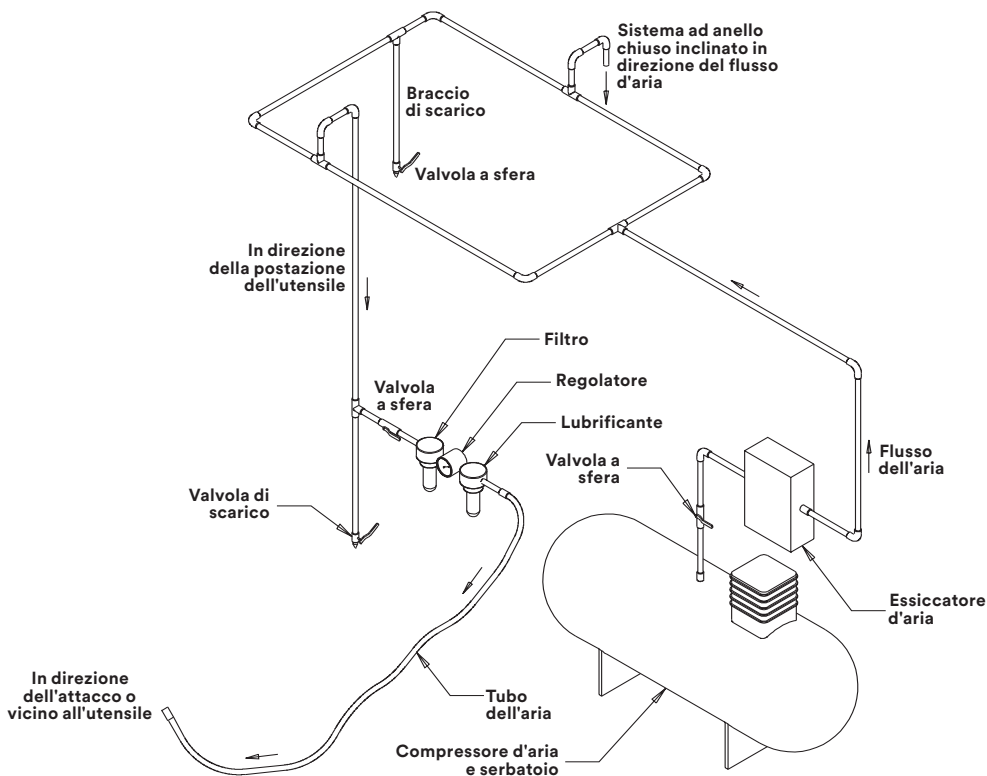 Sistema ad anello
chiuso inclinato in
direzione del flusso
d'aria
Braccio
di scarico
Valvola a sfera
In direzione
della postazione
dell'utensile
Filtro
Valvola
a sfera
Regolatore
Lubrificante
Valvola a
sfera
Flusso
dell'aria
Valvola di
scarico
Essiccatore
d'aria
In direzione
dell'attacco o
vicino all'utensile
Tubo
dell'aria
Compressore d'aria
e serbatoio